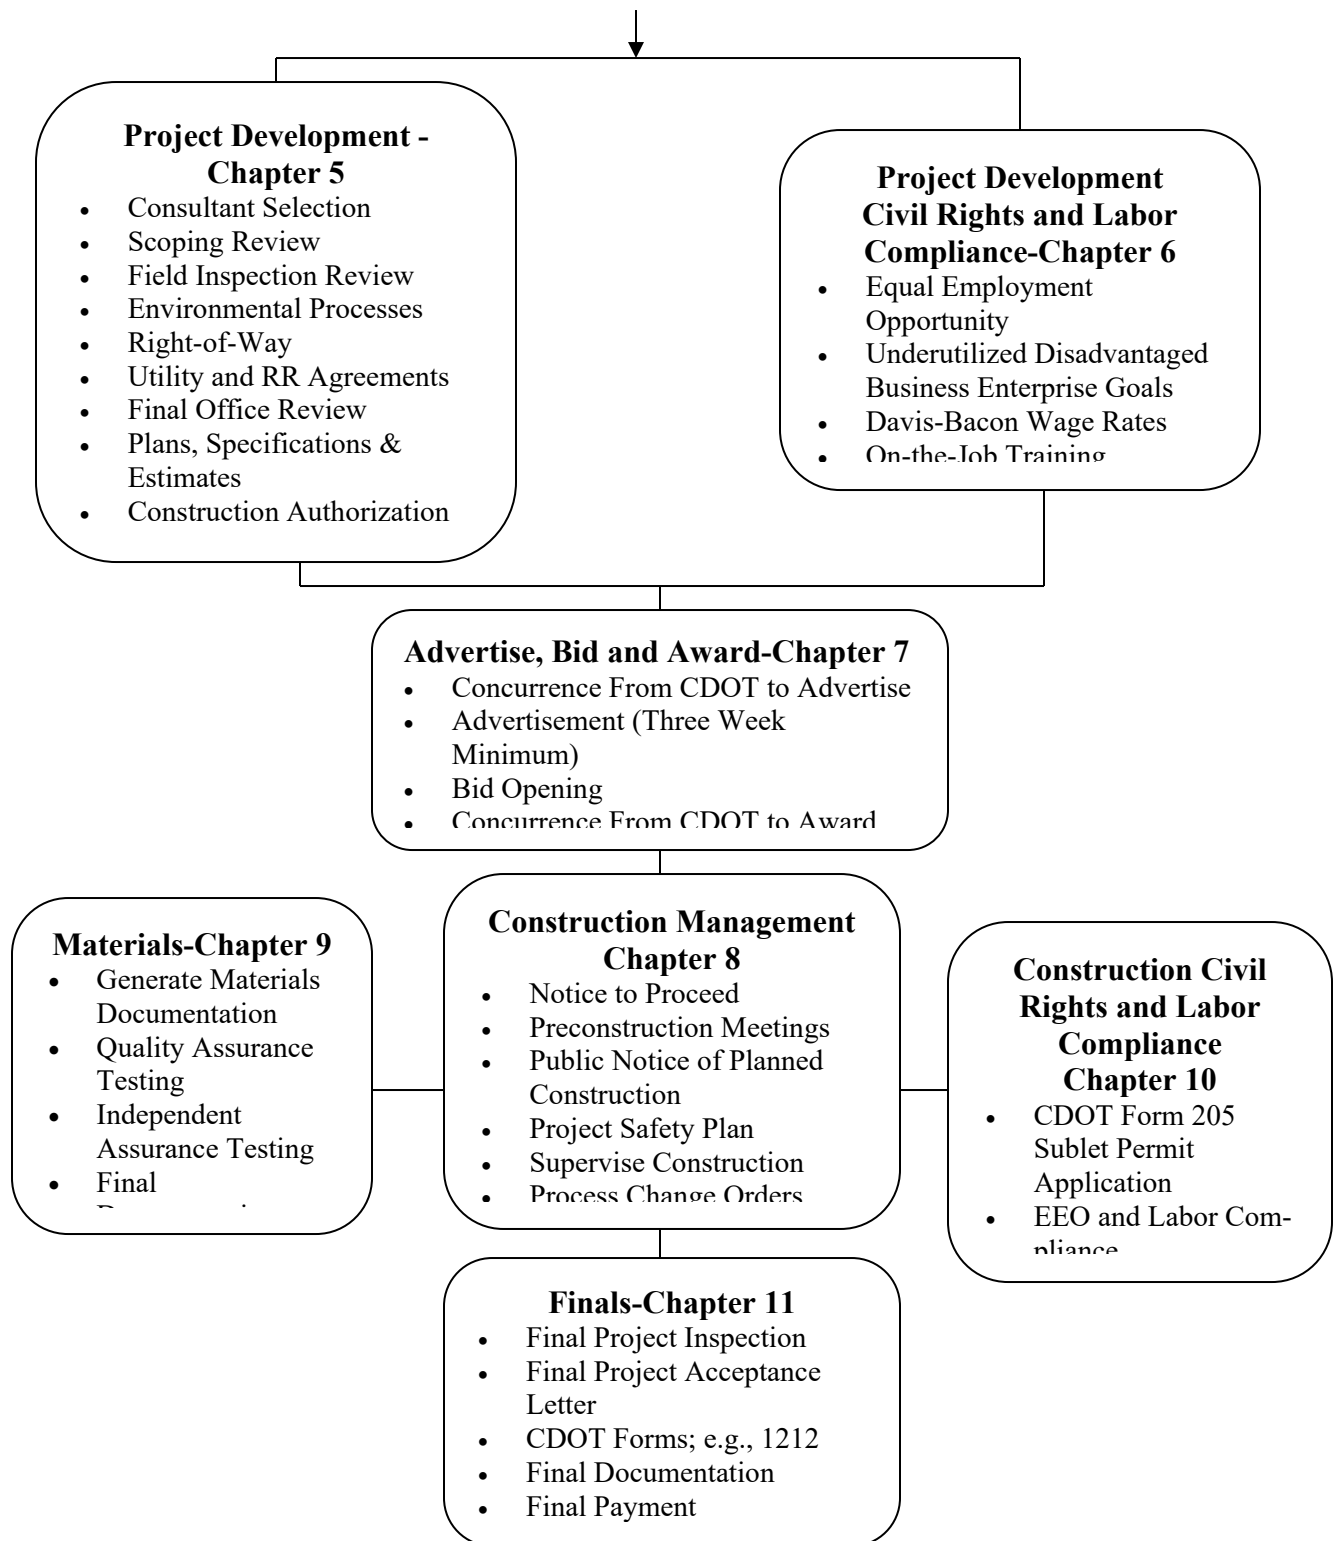 Project Development -
Chapter 5
• Consultant Selection
• Scoping Review
• Field Inspection Review
• Environmental Processes
• Right-of-Way
• Utility and RR Agreements
• Final Office Review
• Plans, Specifications &
Estimates
• Construction Authorization
Project Development
Civil Rights and Labor
Compliance-Chapter 6
• Equal Employment
Opportunity
• Underutilized Disadvantaged
Business Enterprise Goals
• Davis-Bacon Wage Rates
• On-the-Job Training
Advertise, Bid and Award-Chapter 7
• Concurrence From CDOT to Advertise
• Advertisement (Three Week
Minimum)
• Bid Opening
• Concurrence From CDOT to Award
Materials-Chapter 9
• Generate Materials
Documentation
• Quality Assurance
Testing
• Independent
Assurance Testing
• Final
Construction Management
Chapter 8
• Notice to Proceed
• Preconstruction Meetings
• Public Notice of Planned
Construction
• Project Safety Plan
• Supervise Construction
• Process Change Orders
Construction Civil
Rights and Labor
Compliance
Chapter 10
• CDOT Form 205
Sublet Permit
Application
• EEO and Labor Com-
pliance
Finals-Chapter 11
• Final Project Inspection
• Final Project Acceptance
Letter
• CDOT Forms; e.g., 1212
• Final Documentation
• Final Payment